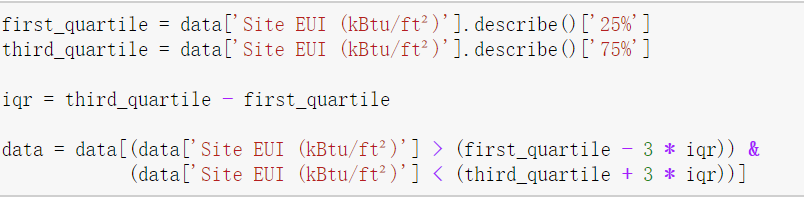 first_quartile = data['Site EUI (kBtu/ft²)'].describe()['25%']
third_quartile = data['Site EUI (kBtu/ft²)'].describe()['75%']
iqr = third_quartile - first_quartile
data = data[(data['Site EUI (kBtu/ft²)'] > (first_quartile - 3 * iqr)) &
(data['Site EUI (kBtu/ft²)'] < (third_quartile + 3 * iqr))]